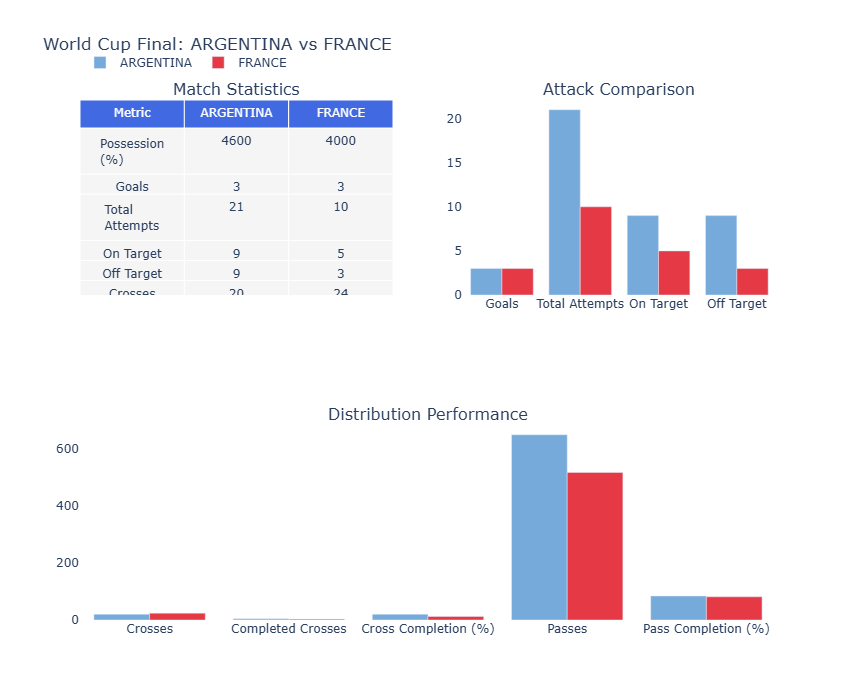 World Cup Final: ARGENTINA vs FRANCE
ARGENTINA FRANCE
Match Statistics
Metric ARGENTINA FRANCE
Possession (%) 4600 4000
Goals 3 3
Total Attempts 21 10
On Target 9 5
Off Target 9 3
Crosses 20 24
Attack Comparison
20
15
10
5
0
Goals Total Attempts On Target Off Target
Distribution Performance
600
400
200
0
Crosses Completed Crosses Cross Completion (%) Passes Pass Completion (%)